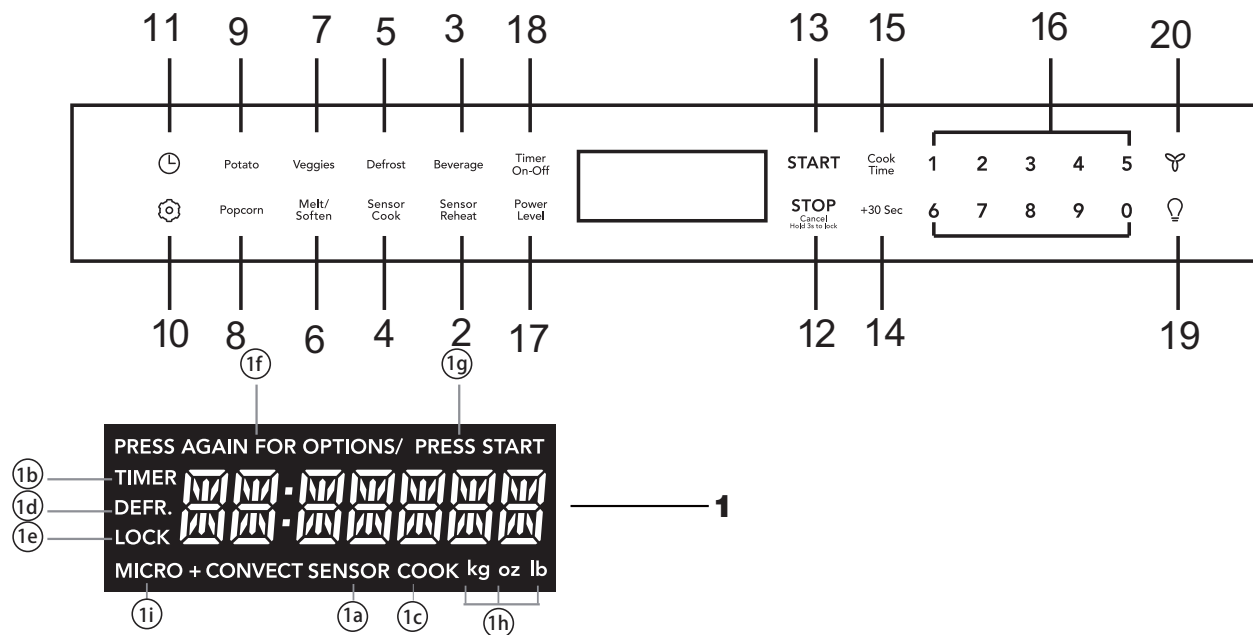 11 9 7 5 3 18 13 15 16 20
Potato Veggies Defrost Beverage Timer On-Off START Cook Time 1 2 3 4 5
Popcorn Melt/ Soften Sensor Cook Sensor Reheat Power Level STOP Cancel Hold 3s to lock +30 Sec 6 7 8 9 0
10 8 6 4 2 17 12 14 19
1f 1g
PRESS AGAIN FOR OPTIONS/ PRESS START
1b TIMER
1d DEFR. 1
1e LOCK
MICRO + CONVECT SENSOR COOK kg oz lb
1i 1a 1c 1h